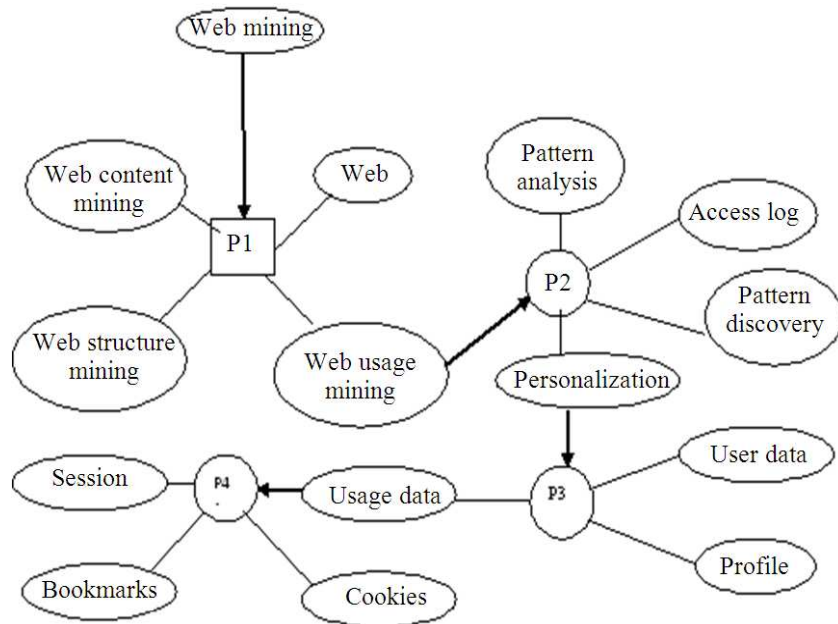 Web mining
Pattern
analysis
Web content
mining
Web
Access log
P1
P2
Pattern
discovery
Web structure
mining
Web usage
mining
Personalization
User data
Session
P4
Usage data
P3
Profile
Bookmarks
Cookies